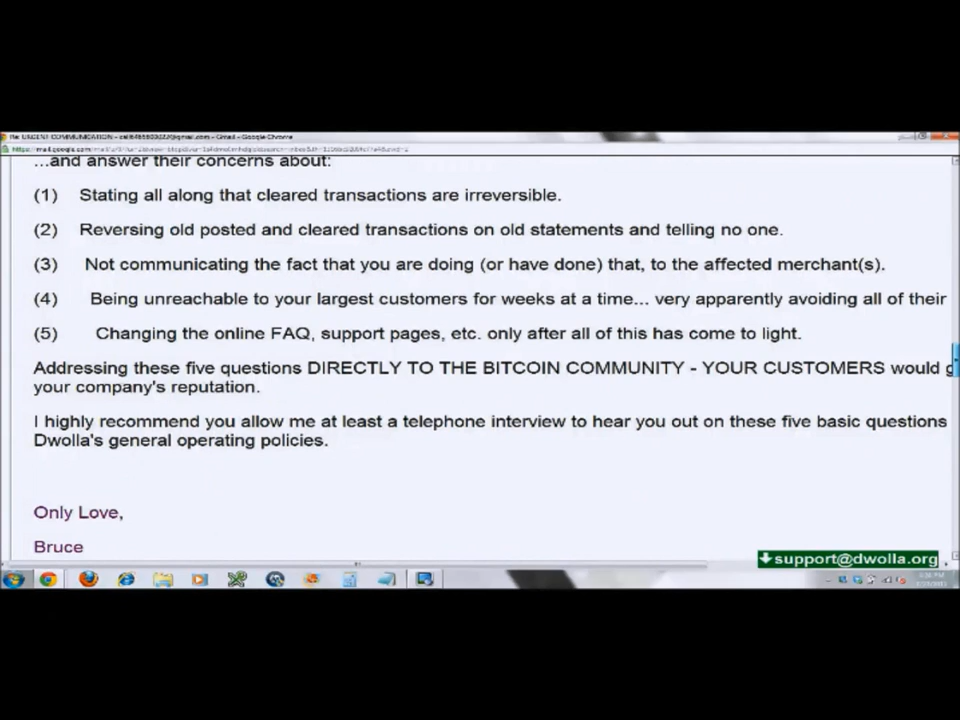 Re: URGENT COMMUNICATION - - Gmail - Google Chrome
...and answer their concerns about:
(1) Stating all along that cleared transactions are irreversible.
(2) Reversing old posted and cleared transactions on old statements and telling no one.
(3) Not communicating the fact that you are doing (or have done) that, to the affected merchant(s).
(4) Being unreachable to your largest customers for weeks at a time... very apparently avoiding all of their
(5) Changing the online FAQ, support pages, etc. only after all of this has come to light.
Addressing these five questions DIRECTLY TO THE BITCOIN COMMUNITY - YOUR CUSTOMERS would
your company's reputation.
I highly recommend you allow me at least a telephone interview to hear you out on these five basic questions
Dwolla's general operating policies.
Only Love,
Bruce
support@dwolla.org